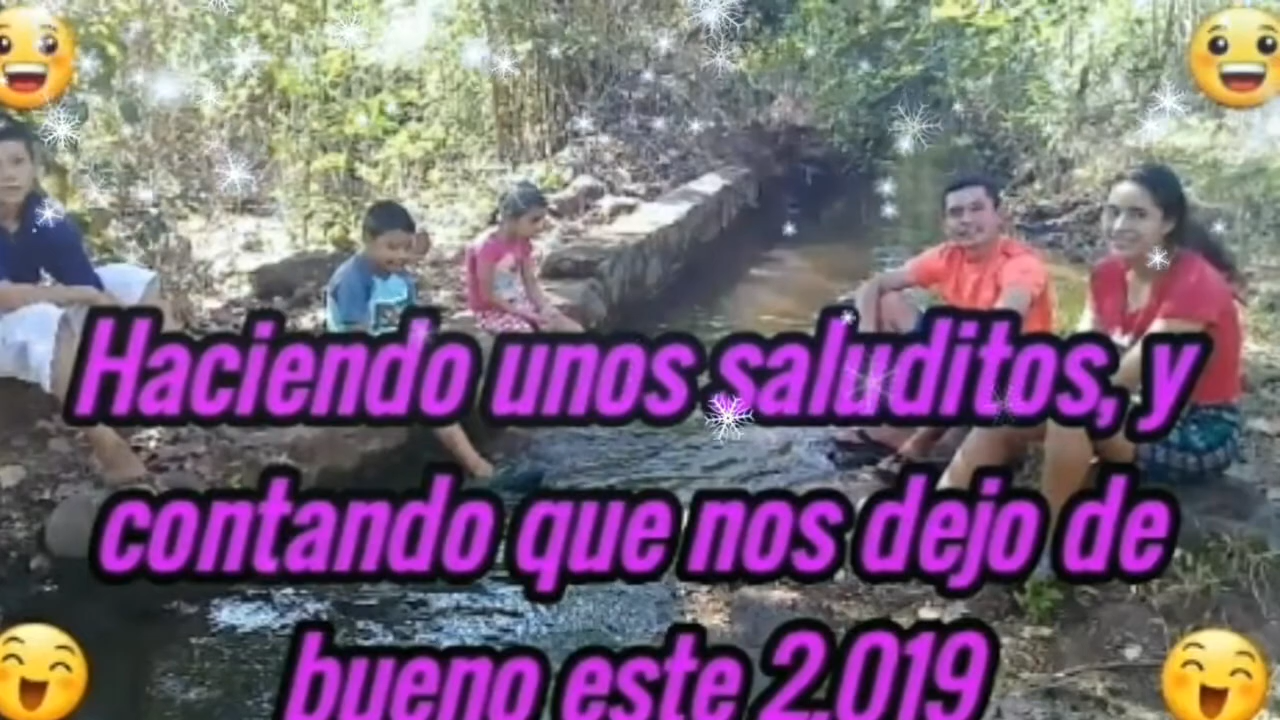 Haciendo unos saluditos, y
contando que nos dejo de
bueno este 2.019